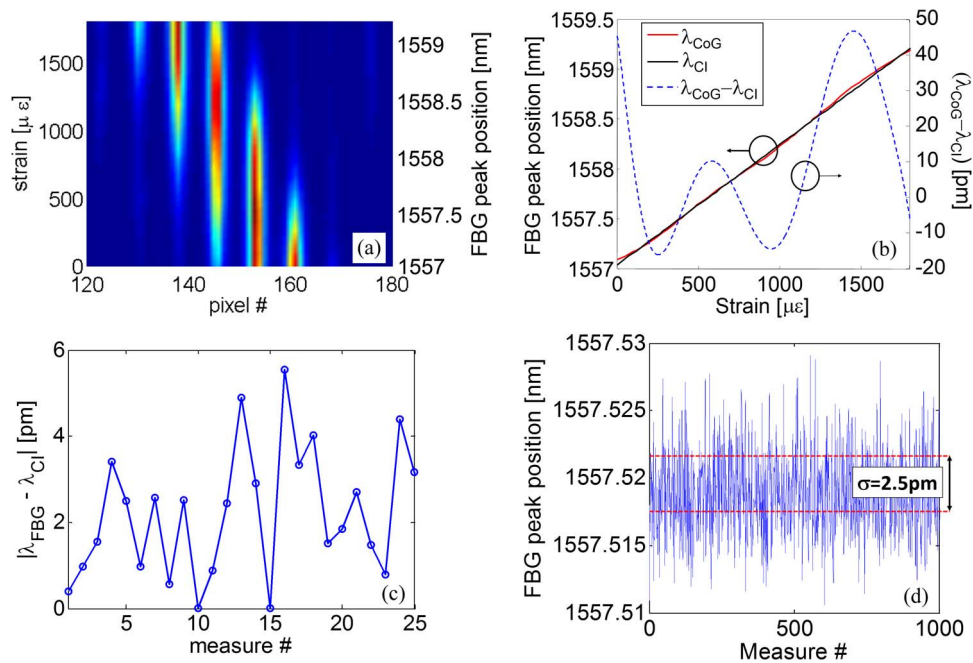 1500
1000
500
0
strain [μ ε]
120
140
160
180
pixel #
1559
1558.5
1558
1557.5
1557
FBG peak position [nm]
(a)
1559.5
1559
1558.5
1558
1557.5
1557
FBG peak position [nm]
λCoG
λCI
λCoG−λCI
50
40
30
20
10
0
-10
-20
(λCoG−λCI) [pm]
0
500
1000
1500
Strain [με]
(b)
6
4
2
0
|λFBG - λCI| [pm]
5
10
15
20
25
measure #
(c)
1557.53
1557.525
1557.52
1557.515
1557.51
FBG peak position [nm]
σ=2.5pm
0
500
1000
Measure #
(d)